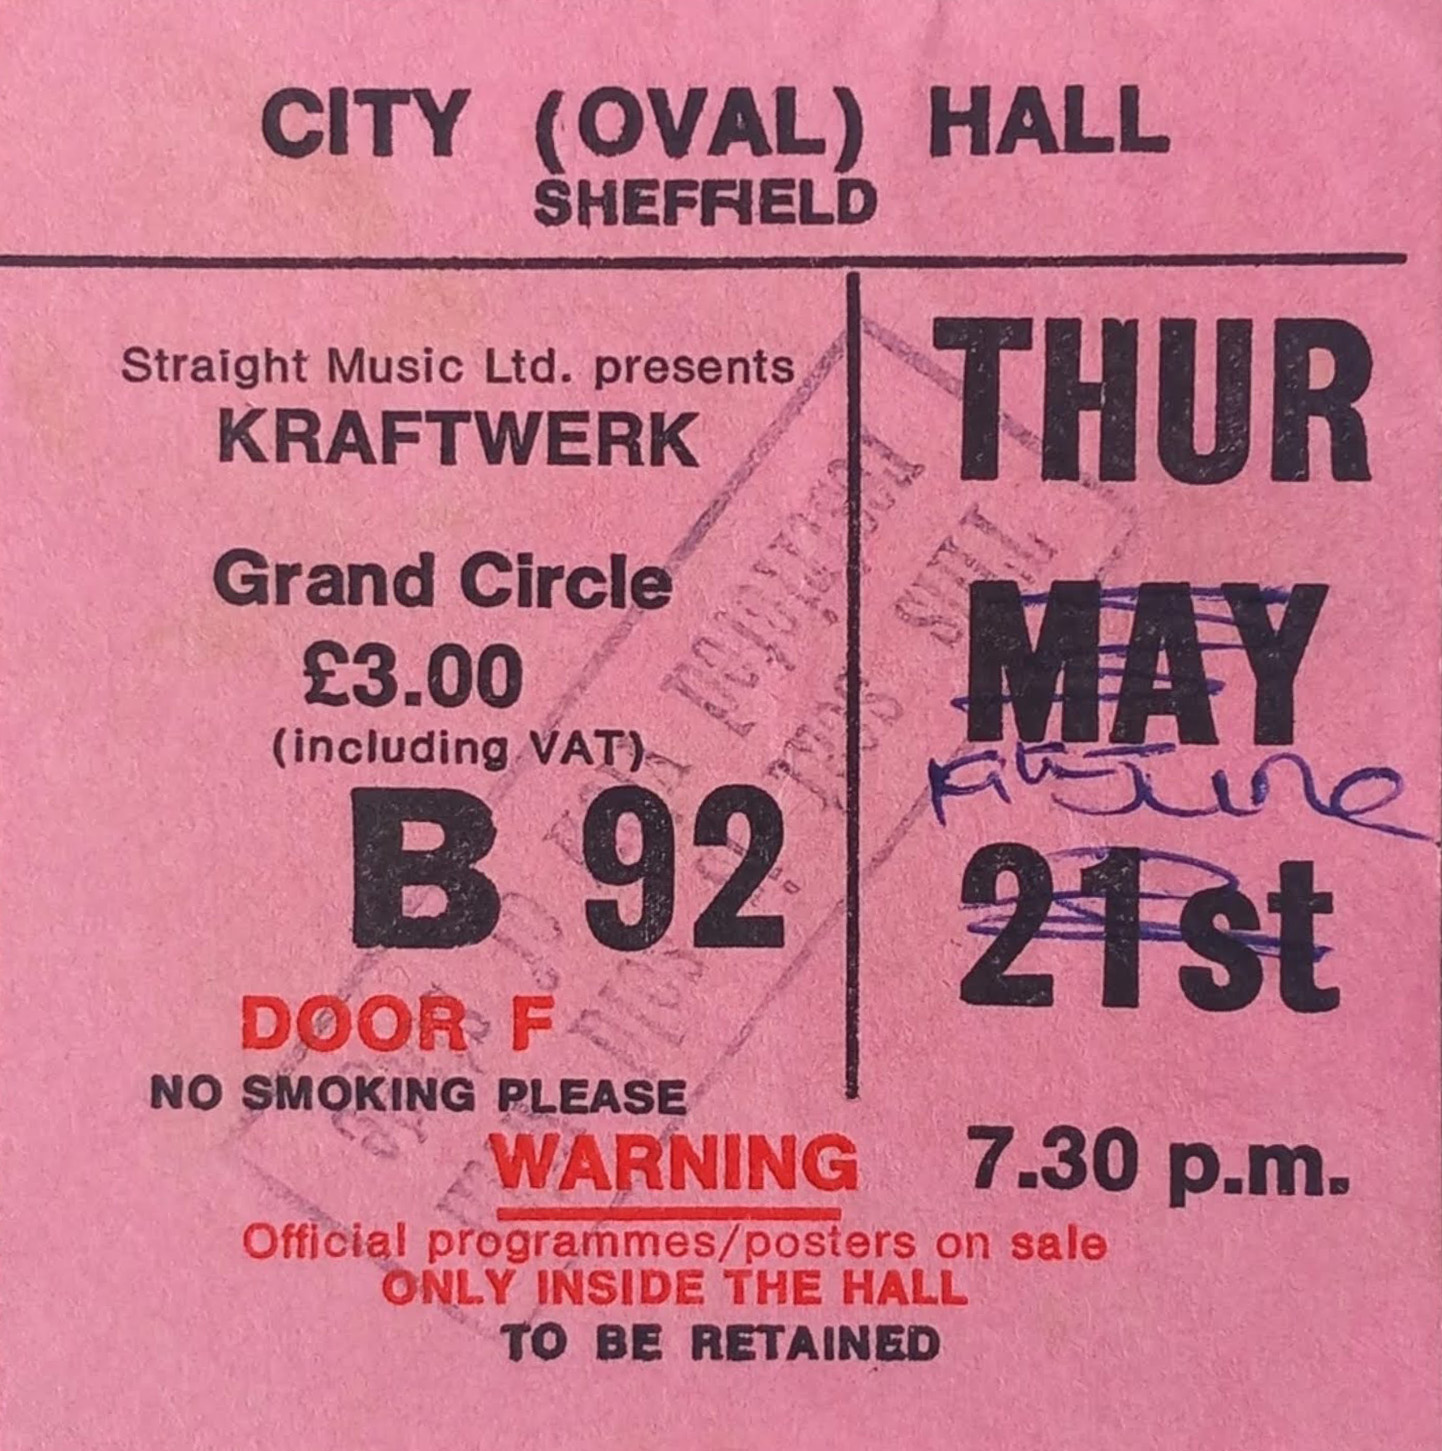 CITY (OVAL) HALL
SHEFFIELD
Straight Music Ltd. presents
KRAFTWERK
Grand Circle
£3.00
(including VAT)
B 92
DOOR F
NO SMOKING PLEASE
THUR
MAY
June
21st
7.30 p.m.
WARNING
Official programmes/posters on sale
ONLY INSIDE THE HALL
TO BE RETAINED